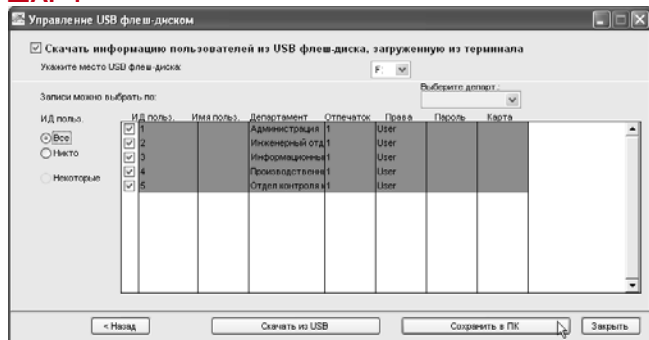 Управление USB флеш-диском
Скачать информацию пользователей из USB флеш-диска, загруженную из терминала
Укажите место USB флеш-диска: F:
Выберите департ.:
Записи можно выбрать по:
ИД польз. ИД польз. Имя польз. Департамент Отпечаток Права Пароль Карта
Все 1 Администрация 1 User
Никто 2 Инженерный отд 1 User
3 Информационны 1 User
Некоторые 4 Производственн 1 User
5 Отдел контроля к 1 User
< Назад Скачать из USB Сохранить в ПК Закрыть